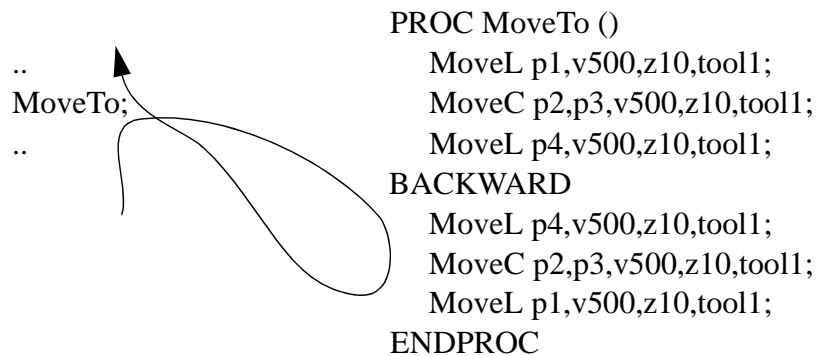 ..
MoveTo;
..
PROC MoveTo ()
MoveL p1,v500,z10,tool1;
MoveC p2,p3,v500,z10,tool1;
MoveL p4,v500,z10,tool1;
BACKWARD
MoveL p4,v500,z10,tool1;
MoveC p2,p3,v500,z10,tool1;
MoveL p1,v500,z10,tool1;
ENDPROC